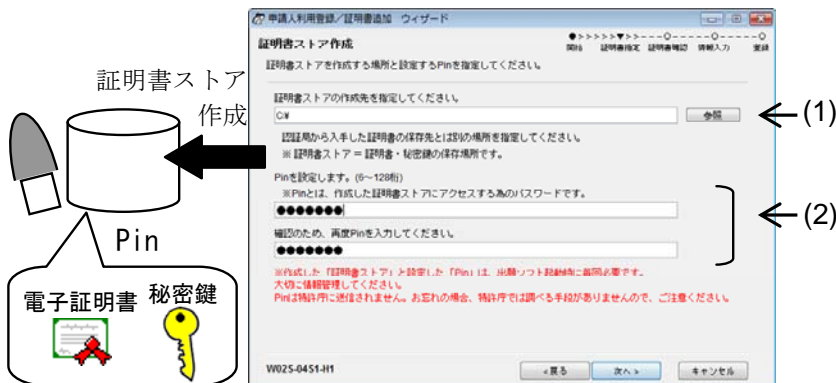 申請人利用登録/証明書追加 ウィザード
証明書ストア作成
●>>>>>▼>>---○------○------○
開始 証明書指定 証明書確認 情報入力 登録
証明書ストアを作成する場所と設定するPinを指定してください。
証明書ストアの作成先を指定してください。
C:¥
参照
(1)
認証局から入手した証明書の保存先とは別の場所を指定してください。
※ 証明書ストア = 証明書・秘密鍵の保存場所です。
Pinを設定します。(6~128桁)
※Pinとは、作成した証明書ストアにアクセスする為のパスワードです。
●●●●●●●
(2)
確認のため、再度Pinを入力してください。
●●●●●●●
※作成した「証明書ストア」と設定した「Pin」は、出願ソフト起動時に毎回必要です。
大切に情報管理してください。
Pinは特許庁に送信されません。お忘れの場合、特許庁では調べる手段がありませんので、ご注意ください。
W02S-04S1-H1
<戻る
次へ >
キャンセル
証明書ストア
作成
Pin
電子証明書
秘密鍵